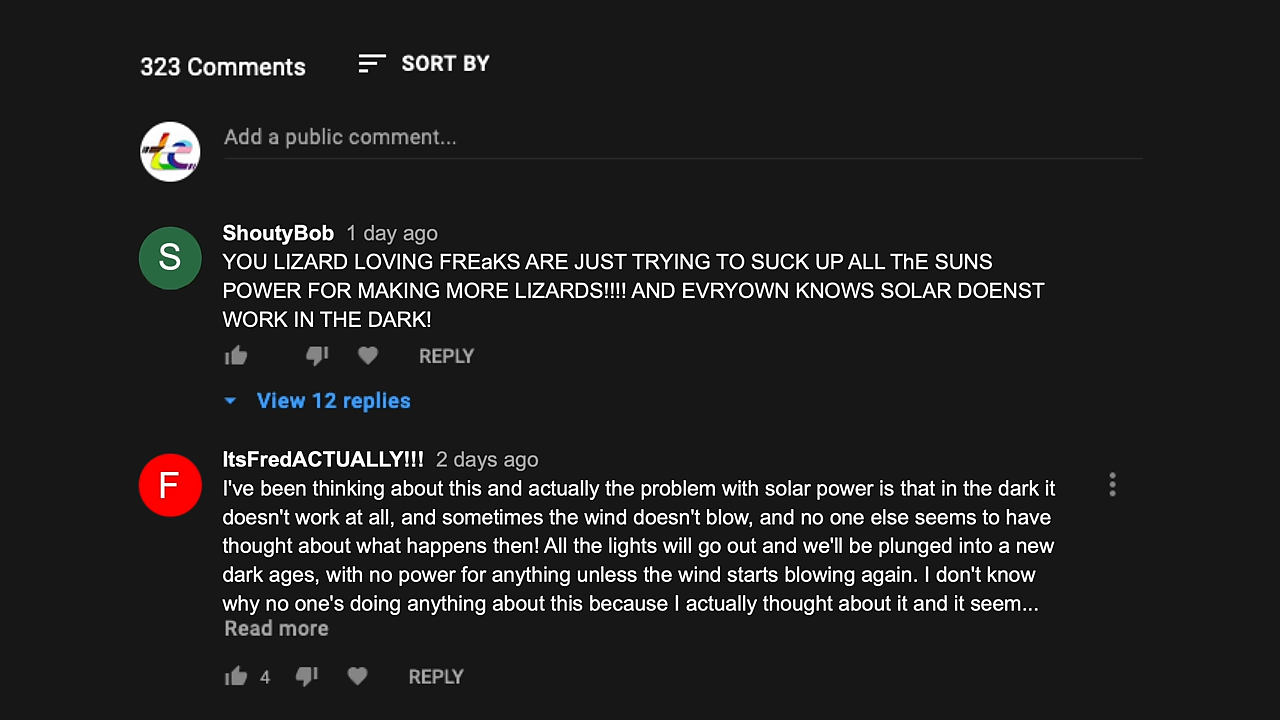 323 Comments
SORT BY
Add a public comment...
S
ShoutyBob 1 day ago
YOU LIZARD LOVING FREaKS ARE JUST TRYING TO SUCK UP ALL ThE SUNS
POWER FOR MAKING MORE LIZARDS!!!! AND EVRYOWN KNOWS SOLAR DOENST
WORK IN THE DARK!
REPLY
View 12 replies
F
ItsFredACTUALLY!!! 2 days ago
I've been thinking about this and actually the problem with solar power is that in the dark it
doesn't work at all, and sometimes the wind doesn't blow, and no one else seems to have
thought about what happens then! All the lights will go out and we'll be plunged into a new
dark ages, with no power for anything unless the wind starts blowing again. I don't know
why no one's doing anything about this because I actually thought about it and it seem...
Read more
4 REPLY